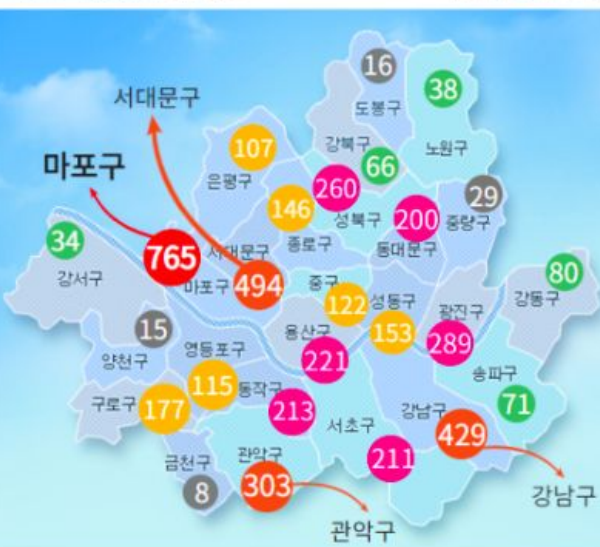 16
도봉구
38
노원구
서대문구
강북구
66
107
은평구
마포구
260
성북구
146
종로구
200
동대문구
29
중랑구
34
강서구
765
서대문구
마포구
494
중구
122
성동구
153
광진구
289
80
강동구
15
양천구
영등포구
용산구
221
송파구
71
구로구
177
115
동작구
213
서초구
강남구
429
211
금천구
8
관악구
303
강남구
관악구